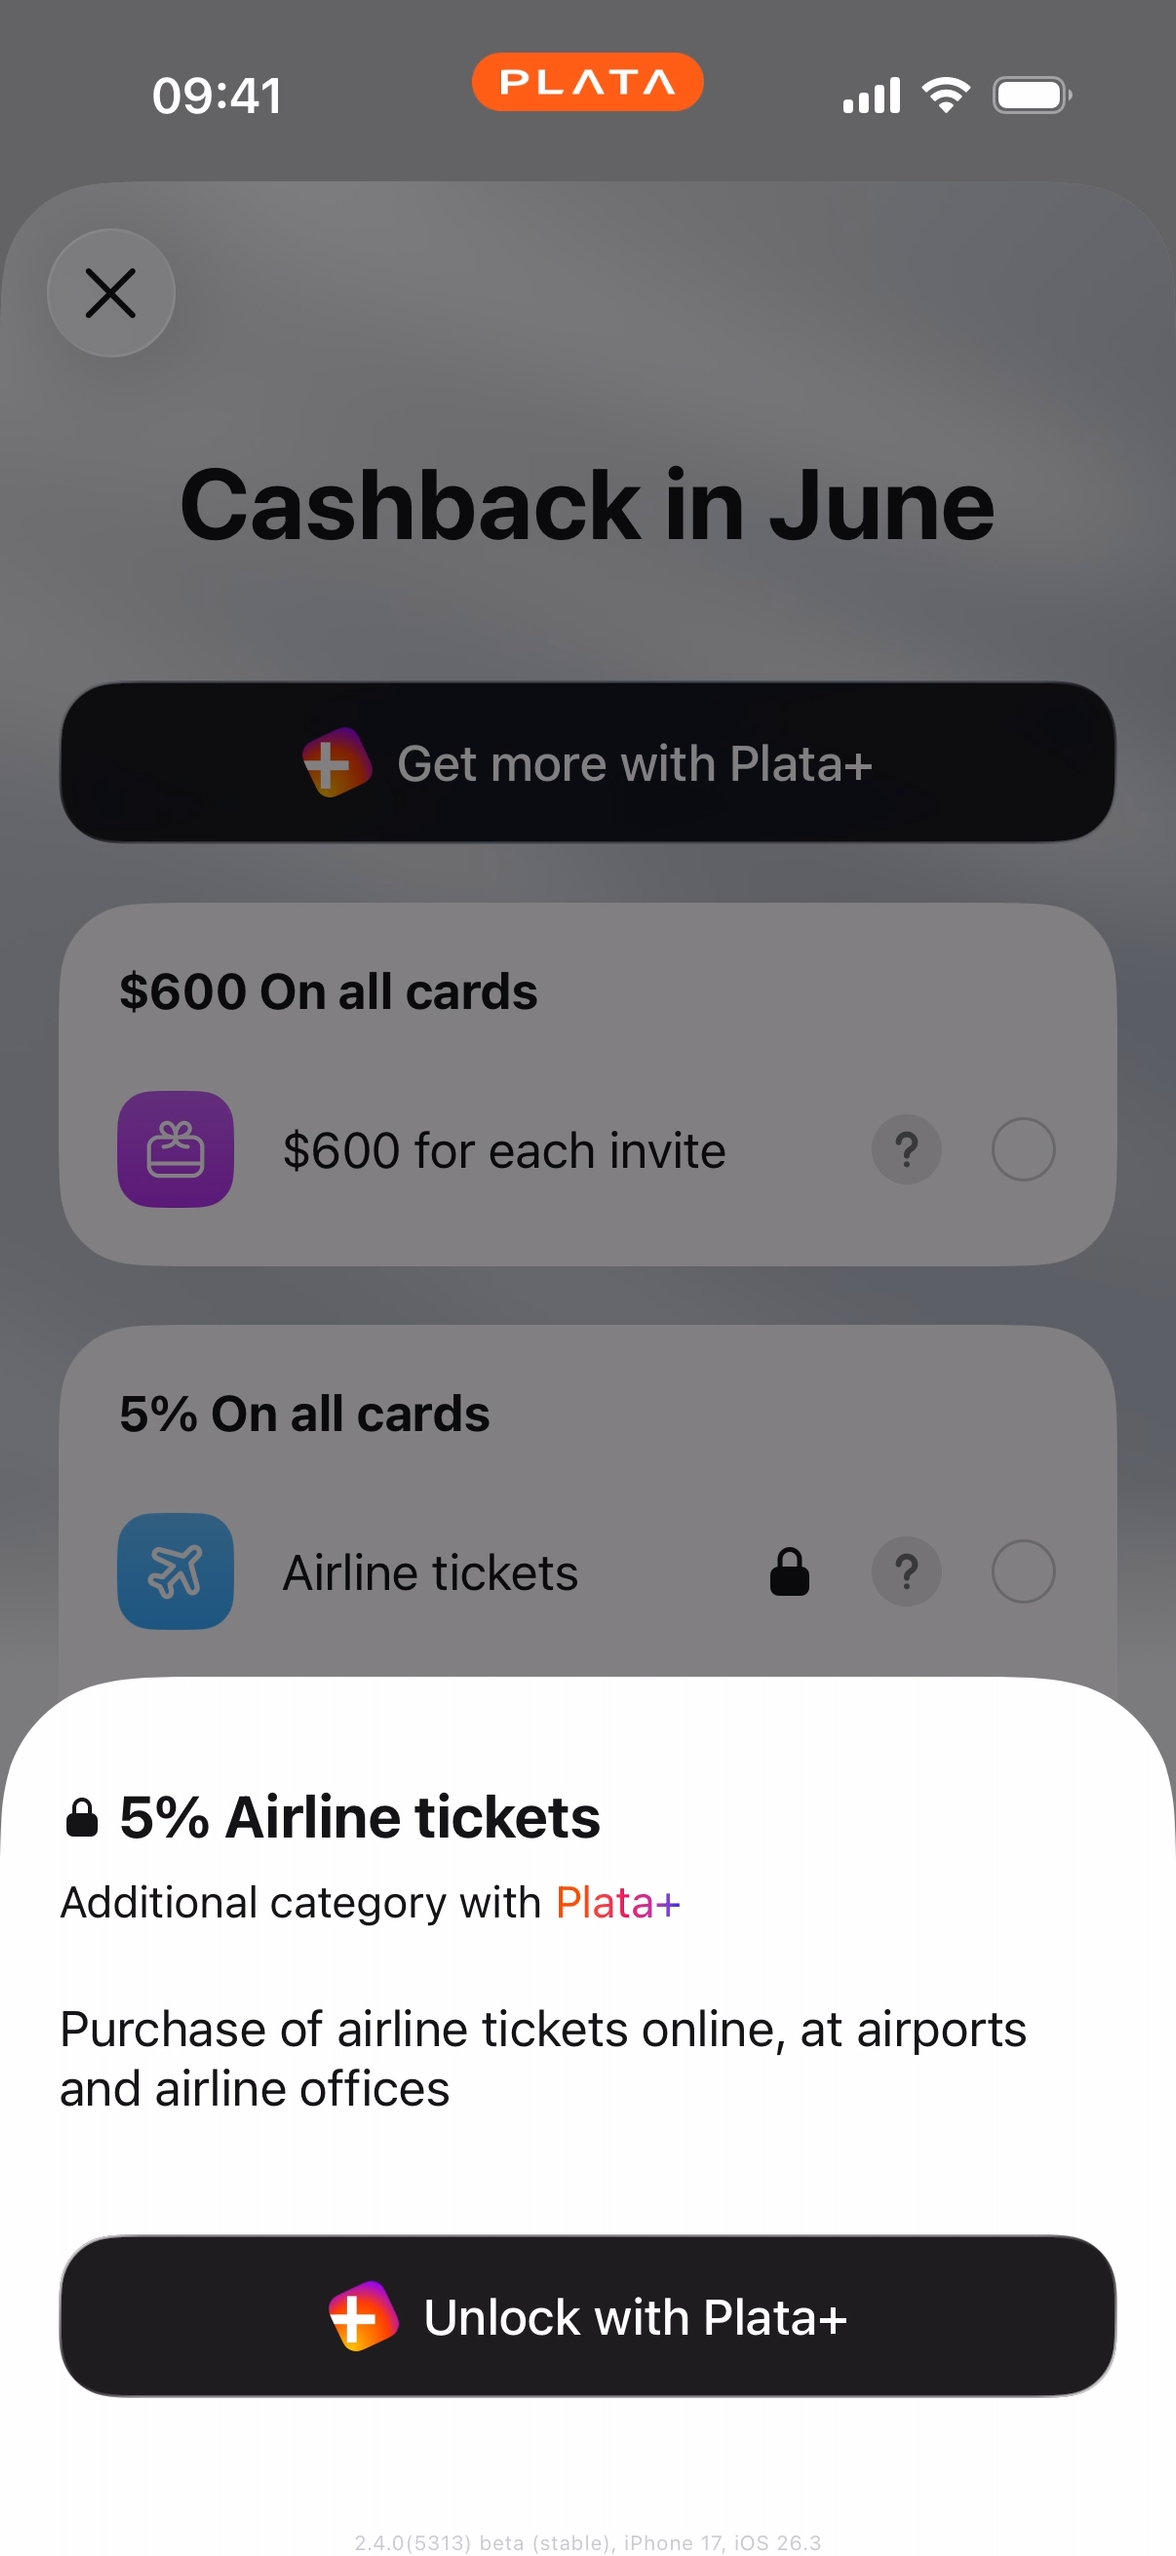 09:41
PLATA
Cashback in June
Get more with Plata+
$600 On all cards
$600 for each invite
?
5% On all cards
Airline tickets
?
5% Airline tickets
Additional category with Plata+
Purchase of airline tickets online, at airports
and airline offices
Unlock with Plata+
2.4.0(5313) beta (stable), iPhone 17, iOS 26.3